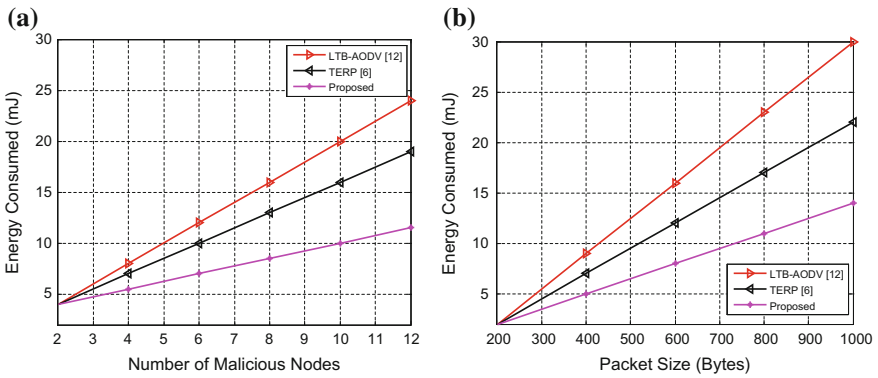 (a)
30
25
20
15
10
5
2 3 4 5 6 7 8 9 10 11 12
Energy Consumed (mJ)
Number of Malicious Nodes
LTB-AODV [12]
TERP [6]
Proposed
(b)
30
25
20
15
10
5
200 300 400 500 600 700 800 900 1000
Energy Consumed (mJ)
Packet Size (Bytes)
LTB-AODV [12]
TERP [6]
Proposed